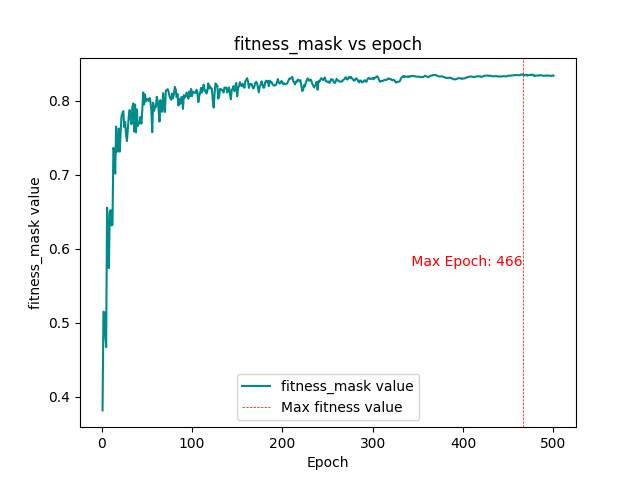 fitness_mask vs epoch
fitness_mask value
0.8
0.7
0.6
0.5
0.4
Max Epoch: 466
fitness_mask value
Max fitness value
0 100 200 300 400 500
Epoch